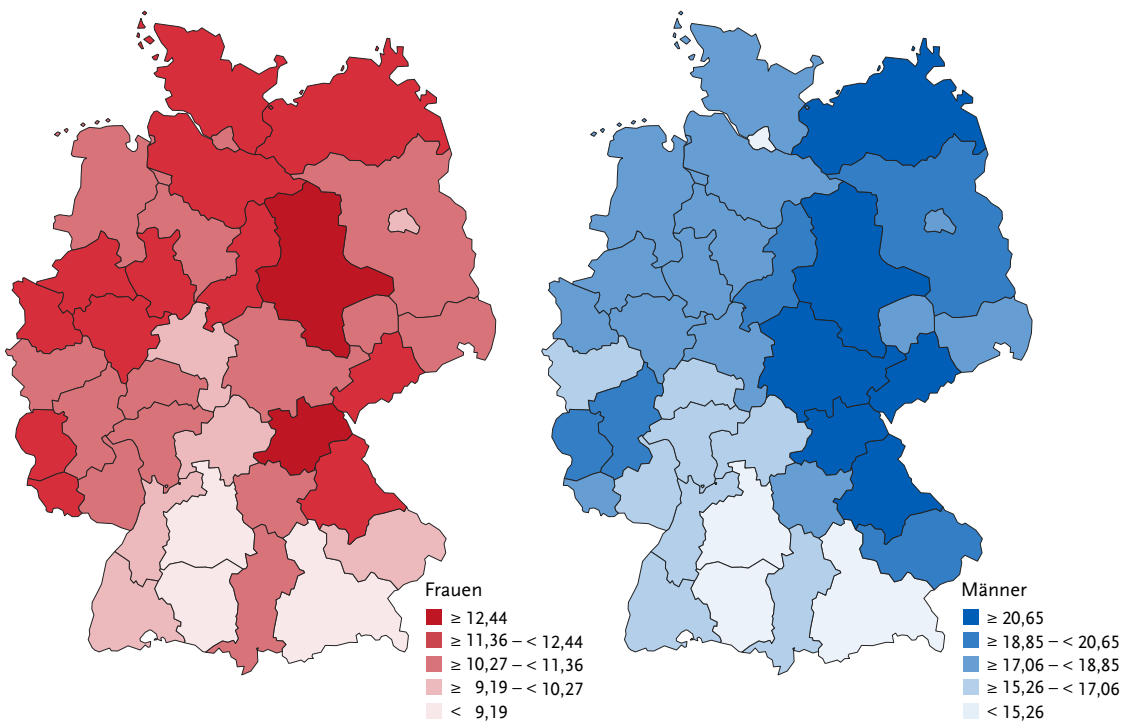 Frauen
≥ 12,44
≥ 11,36 – < 12,44
≥ 10,27 – < 11,36
≥ 9,19 – < 10,27
< 9,19
Männer
≥ 20,65
≥ 18,85 – < 20,65
≥ 17,06 – < 18,85
≥ 15,26 – < 17,06
< 15,26